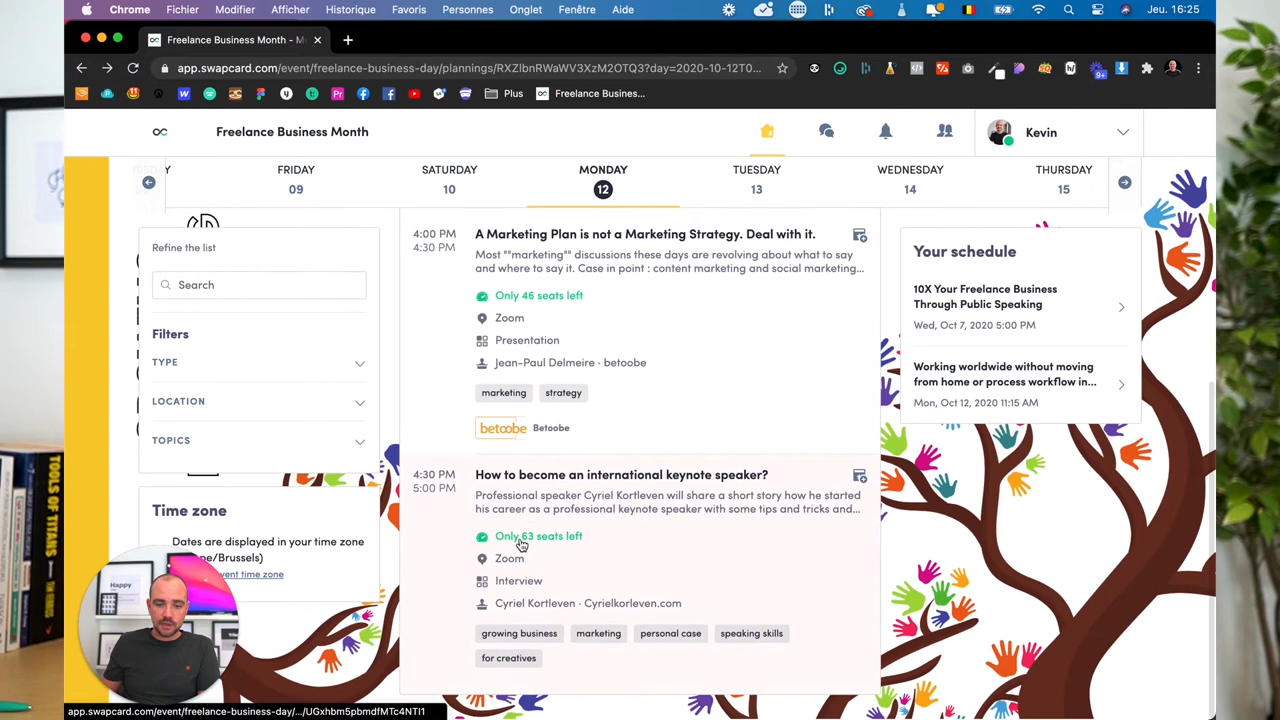 Chrome Fichier Modifier Afficher Historique Favoris Personnes Onglet Fenêtre Aide Jeu. 16:25
Freelance Business Month - M
app.swapcard.com/event/freelance-business-day/plannings/RXZlbnRWaWV3XzM2OTQ3?day=2020-10-12T0...
Plus Freelance Busines...
Freelance Business Month Kevin
FRIDAY SATURDAY MONDAY TUESDAY WEDNESDAY THURSDAY
09 10 12 13 14 15
Refine the list
Search
Filters
TYPE
LOCATION
TOPICS
Time zone
Dates are displayed in your time zone
pe/Brussels)
vent time zone
4:00 PM
4:30 PM
A Marketing Plan is not a Marketing Strategy. Deal with it.
Most ""marketing"" discussions these days are revolving about what to say
and where to say it. Case in point : content marketing and social marketing...
Only 46 seats left
Zoom
Presentation
Jean-Paul Delmeire · betoobe
marketing strategy
betoobe Betoobe
4:30 PM
5:00 PM
How to become an international keynote speaker?
Professional speaker Cyriel Kortleven will share a short story how he started
his career as a professional keynote speaker with some tips and tricks and...
Only 63 seats left
Zoom
Interview
Cyriel Kortleven · Cyrielkorleven.com
growing business marketing personal case speaking skills
for creatives
Your schedule
10X Your Freelance Business
Through Public Speaking
Wed, Oct 7, 2020 5:00 PM
Working worldwide without moving
from home or process workflow in...
Mon, Oct 12, 2020 11:15 AM
Happy
TOOLS OF TITANS
app.swapcard.com/event/freelance-business-day/.../UGxhbm5pbmdfMTc4NTI1